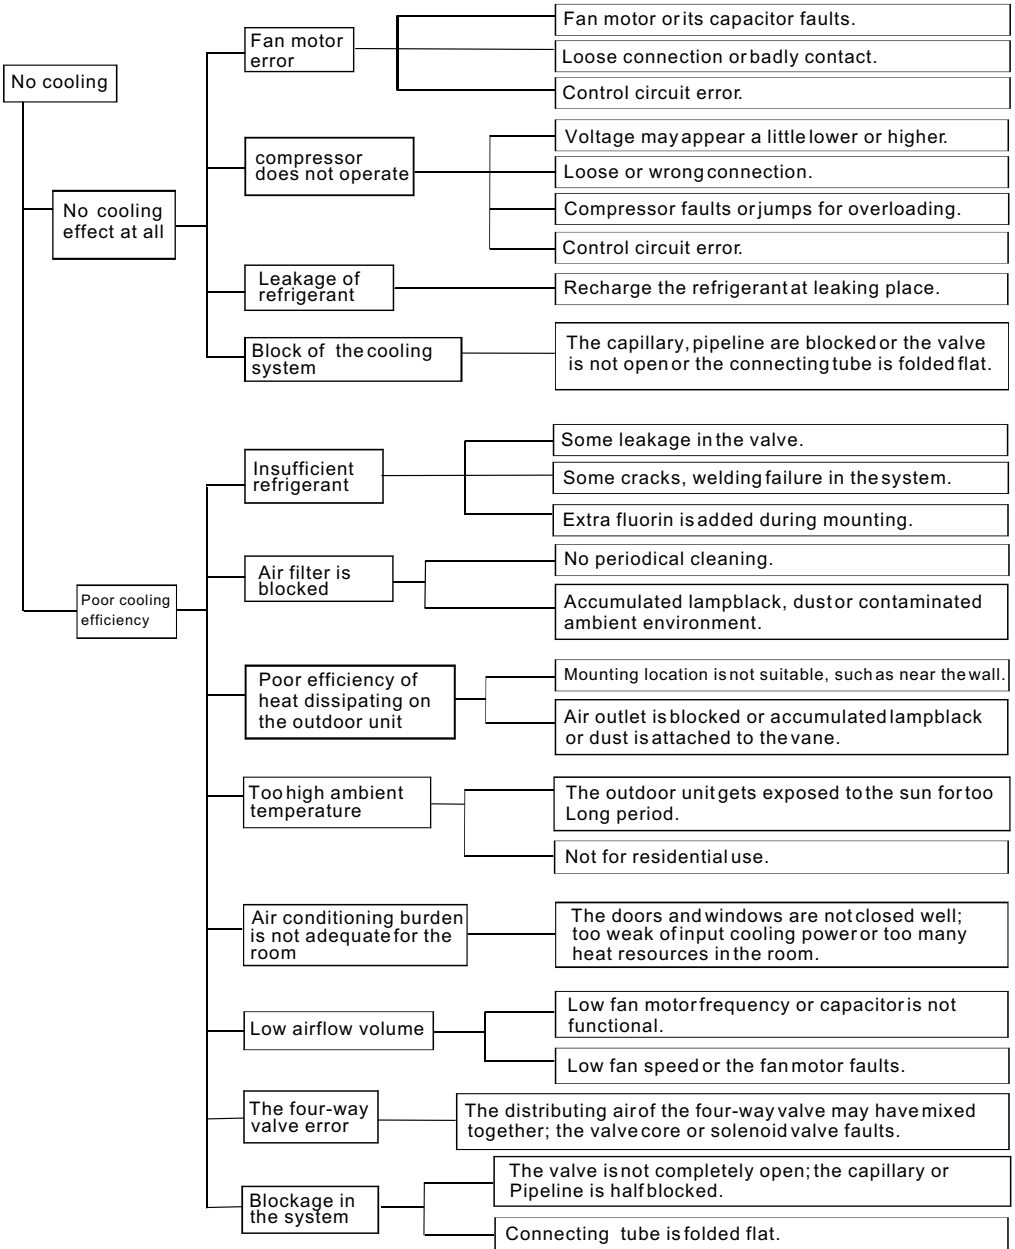 No cooling
No cooling
effect at all
Fan motor
error
Fan motor or its capacitor faults.
Loose connection or badly contact.
Control circuit error.
compressor
does not operate
Voltage may appear a little lower or higher.
Loose or wrong connection.
Compressor faults or jumps for overloading.
Control circuit error.
Leakage of
refrigerant
Recharge the refrigerant at leaking place.
Block of the cooling
system
The capillary, pipeline are blocked or the valve
is not open or the connecting tube is folded flat.
Poor cooling
efficiency
Insufficient
refrigerant
Some leakage in the valve.
Some cracks, welding failure in the system.
Extra fluorin is added during mounting.
Air filter is
blocked
No periodical cleaning.
Accumulated lampblack, dust or contaminated
ambient environment.
Poor efficiency of
heat dissipating on
the outdoor unit
Mounting location is not suitable, such as near the wall.
Air outlet is blocked or accumulated lampblack
or dust is attached to the vane.
Too high ambient
temperature
The outdoor unit gets exposed to the sun for too
Long period.
Not for residential use.
Air conditioning burden
is not adequate for the
room
The doors and windows are not closed well;
too weak of input cooling power or too many
heat resources in the room.
Low airflow volume
Low fan motor frequency or capacitor is not
functional.
Low fan speed or the fan motor faults.
The four-way
valve error
The distributing air of the four-way valve may have mixed
together; the valve core or solenoid valve faults.
Blockage in
the system
The valve is not completely open; the capillary or
Pipeline is half blocked.
Connecting tube is folded flat.